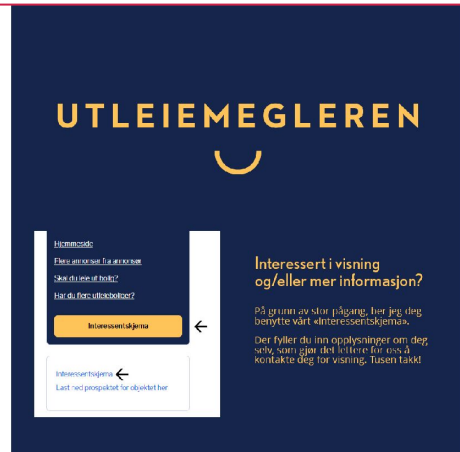 UTLEIEMEGLEREN
Hjemmeside
Flere annonser fra annonsør
Skal du leie ut bolig?
Har du flere utleieboliger?
Interessentskjema
Interessentskjema
Last ned prospektet for objektet her
Interessert i visning
og/eller mer informasjon?
På grunn av stor pågang, ber jeg deg
benytte vårt «Interessentskjema».
Der fyller du inn opplysninger om deg
selv, som gjør det lettere for oss å
kontakte deg for visning. Tusen takk!